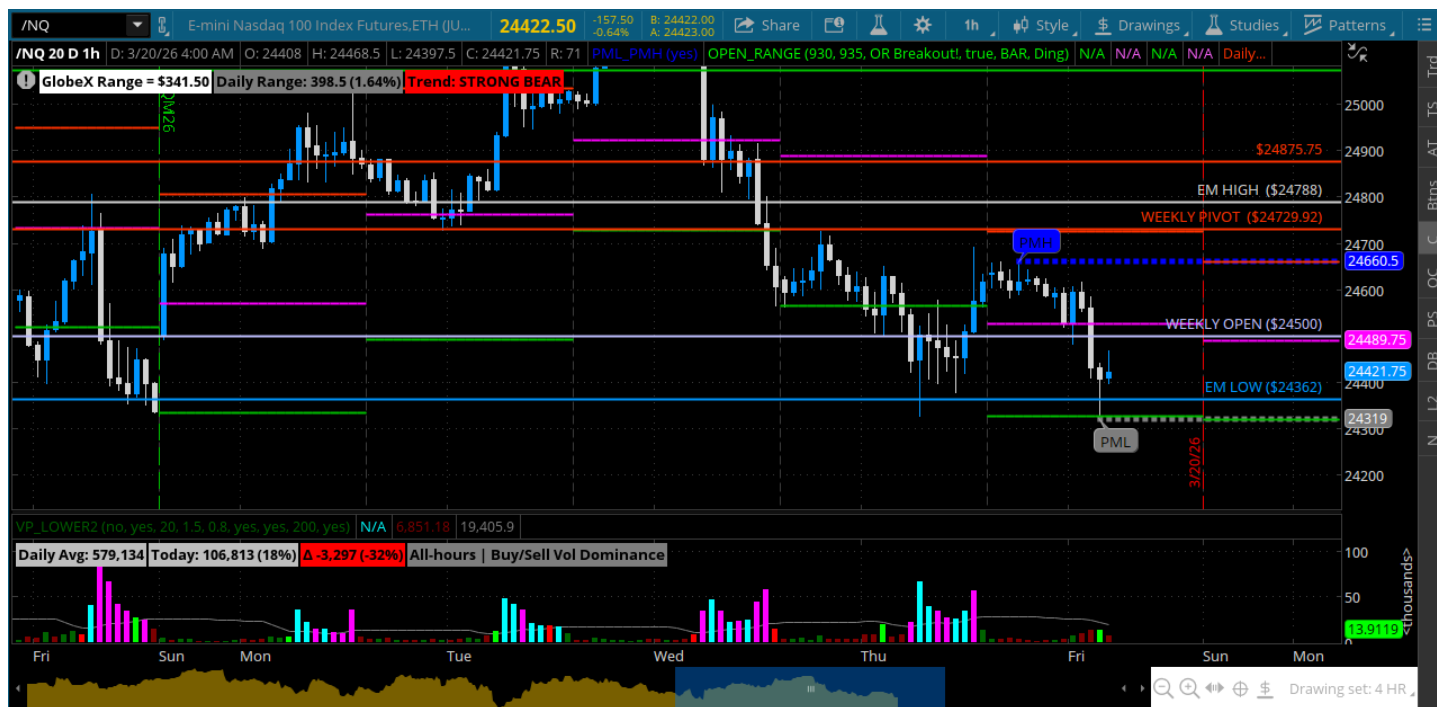 /NQ E-mini Nasdaq 100 Index Futures,ETH (JU... 24422.50 -157.50 -0.64% B: 24422.00 A: 24423.00 Share 1h Style Drawings Studies Patterns
/NQ 20 D 1h D: 3/20/26 4:00 AM O: 24408 H: 24468.5 L: 24397.5 C: 24421.75 R: 71 PML_PMH (yes) OPEN_RANGE (930, 935, OR Breakout!, true, BAR, Ding) N/A N/A N/A N/A Daily...
GlobeX Range = $341.50 Daily Range: 398.5 (1.64%) Trend: STRONG BEAR
25000
$24875.75
24900
EM HIGH ($24788)
24800
WEEKLY PIVOT ($24729.92)
PMH
24700
24660.5
24600
WEEKLY OPEN ($24500)
24489.75
24421.75
24400
EM LOW ($24362)
24319
24300
PML
24200
3/20/26
VP_LOWER2 (no, yes, 20, 1.5, 0.8, yes, yes, 200, yes) N/A 6,851.18 19,405.9
Daily Avg: 579,134 Today: 106,813 (18%) Δ -3,297 (-32%) All-hours | Buy/Sell Vol Dominance
100
50
13.9119
<thousands>
Fri Sun Mon Tue Wed Thu Fri Sun Mon
Drawing set: 4 HR
Trd
TS
AT
Btns
C
QC
PS
DB
L2
N